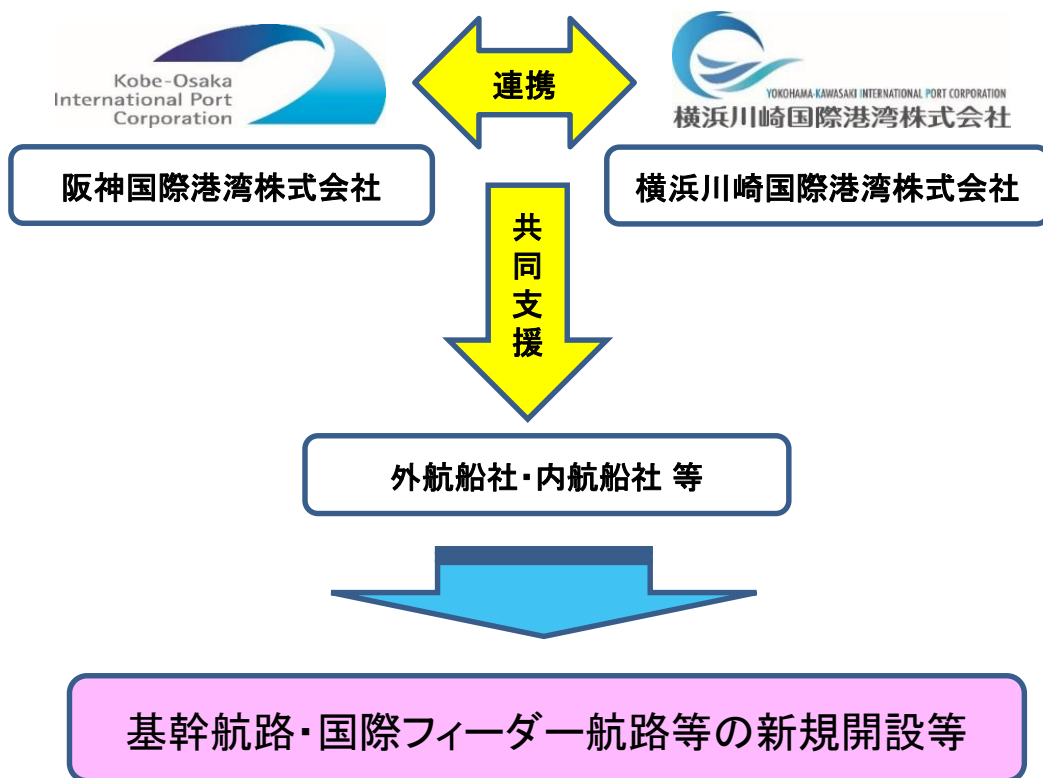 Kobe-Osaka
International Port
Corporation
連携
YOKOHAMA-KAWASAKI INTERNATIONAL PORT CORPORATION
横浜川崎国際港湾株式会社
阪神国際港湾株式会社
横浜川崎国際港湾株式会社
共同支援
外航船社・内航船社 等
基幹航路・国際フィーダー航路等の新規開設等